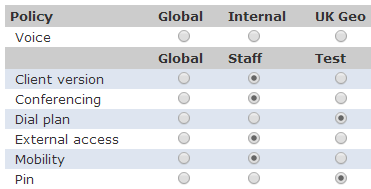 Policy Global Internal UK Geo
Voice
Global Staff Test
Client version
Conferencing
Dial plan
External access
Mobility
Pin